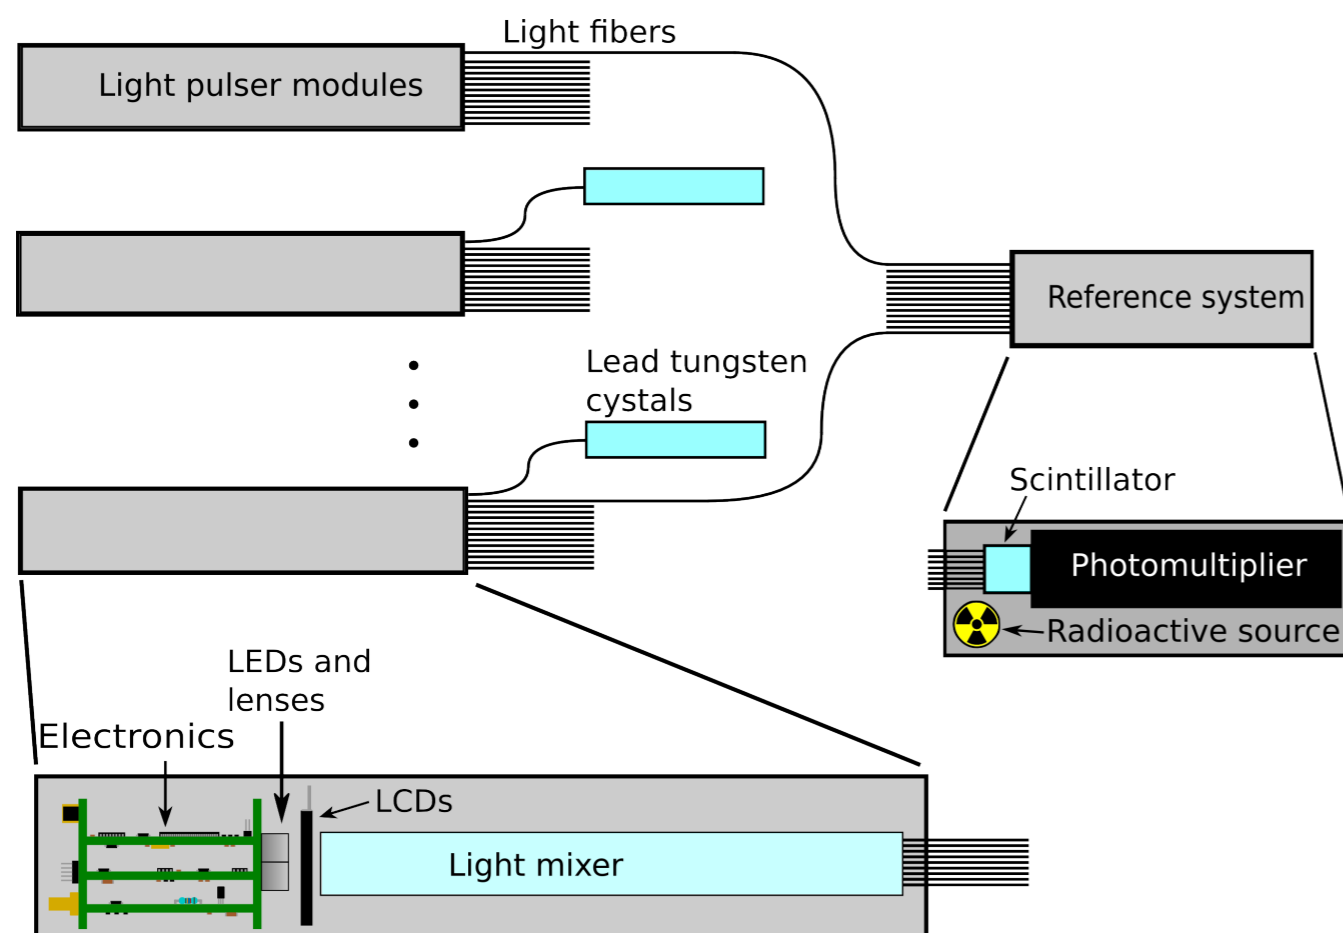 Light fibers
Light pulser modules
Reference system
Lead tungsten
cystals
Scintillator
Photomultiplier
Radioactive source
LEDs and
lenses
Electronics
LCDs
Light mixer